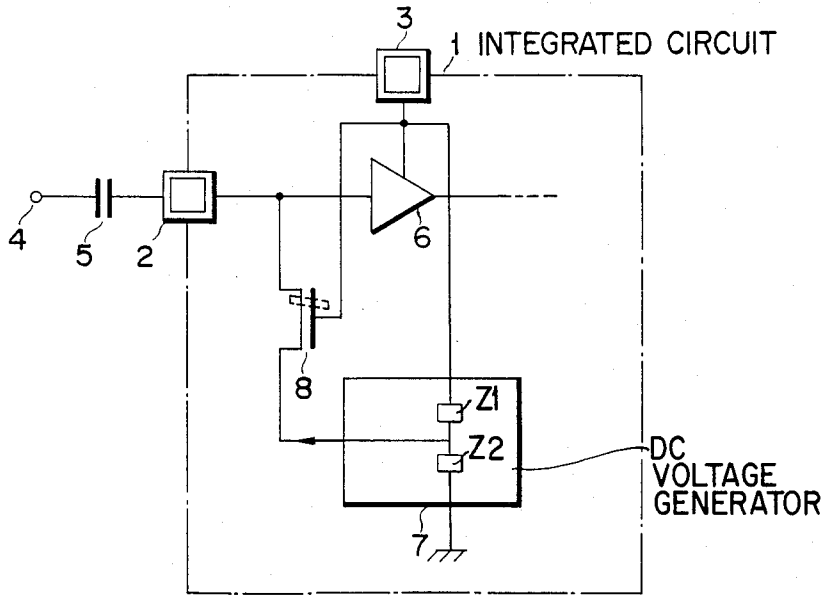 3
1 INTEGRATED CIRCUIT
4
5
2
6
8
Z1
Z2
DC
VOLTAGE
GENERATOR
7